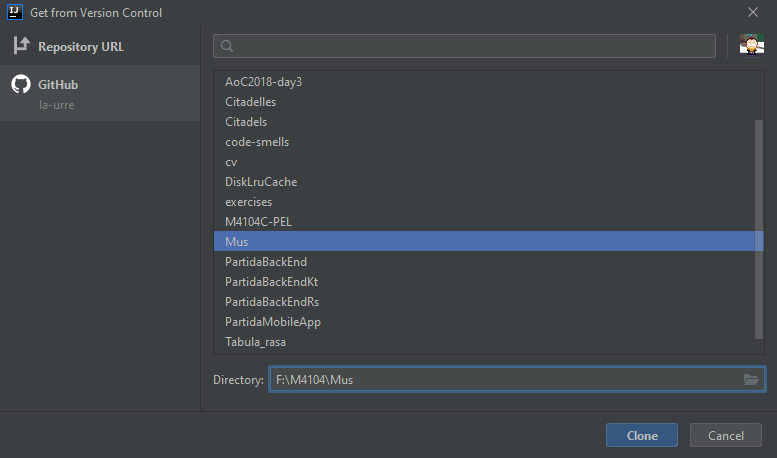 IJ Get from Version Control
Repository URL
GitHub
la-urre
AoC2018-day3
Citadelles
Citadels
code-smells
cv
DiskLruCache
exercises
M4104C-PEL
Mus
PartidaBackEnd
PartidaBackEndKt
PartidaBackEndRs
PartidaMobileApp
Tabula_rasa
Directory: F:\M4104\Mus
Clone Cancel